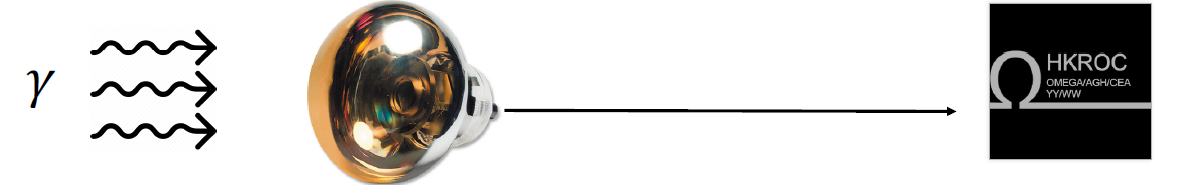 γ
Ω HKROC
OMEGA/AGH/CEA
YY/WW